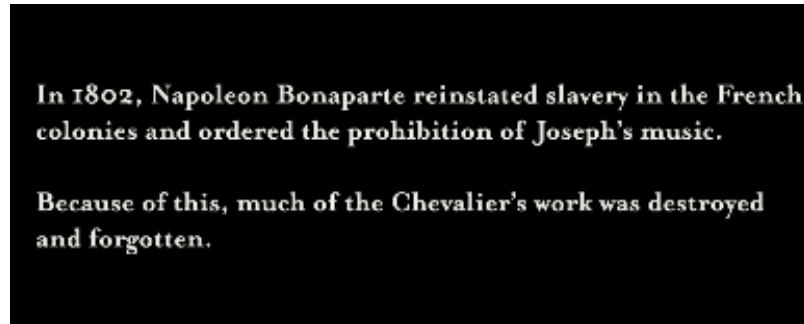 In 1802, Napoleon Bonaparte reinstated slavery in the French
colonies and ordered the prohibition of Joseph's music.
Because of this, much of the Chevalier's work was destroyed
and forgotten.